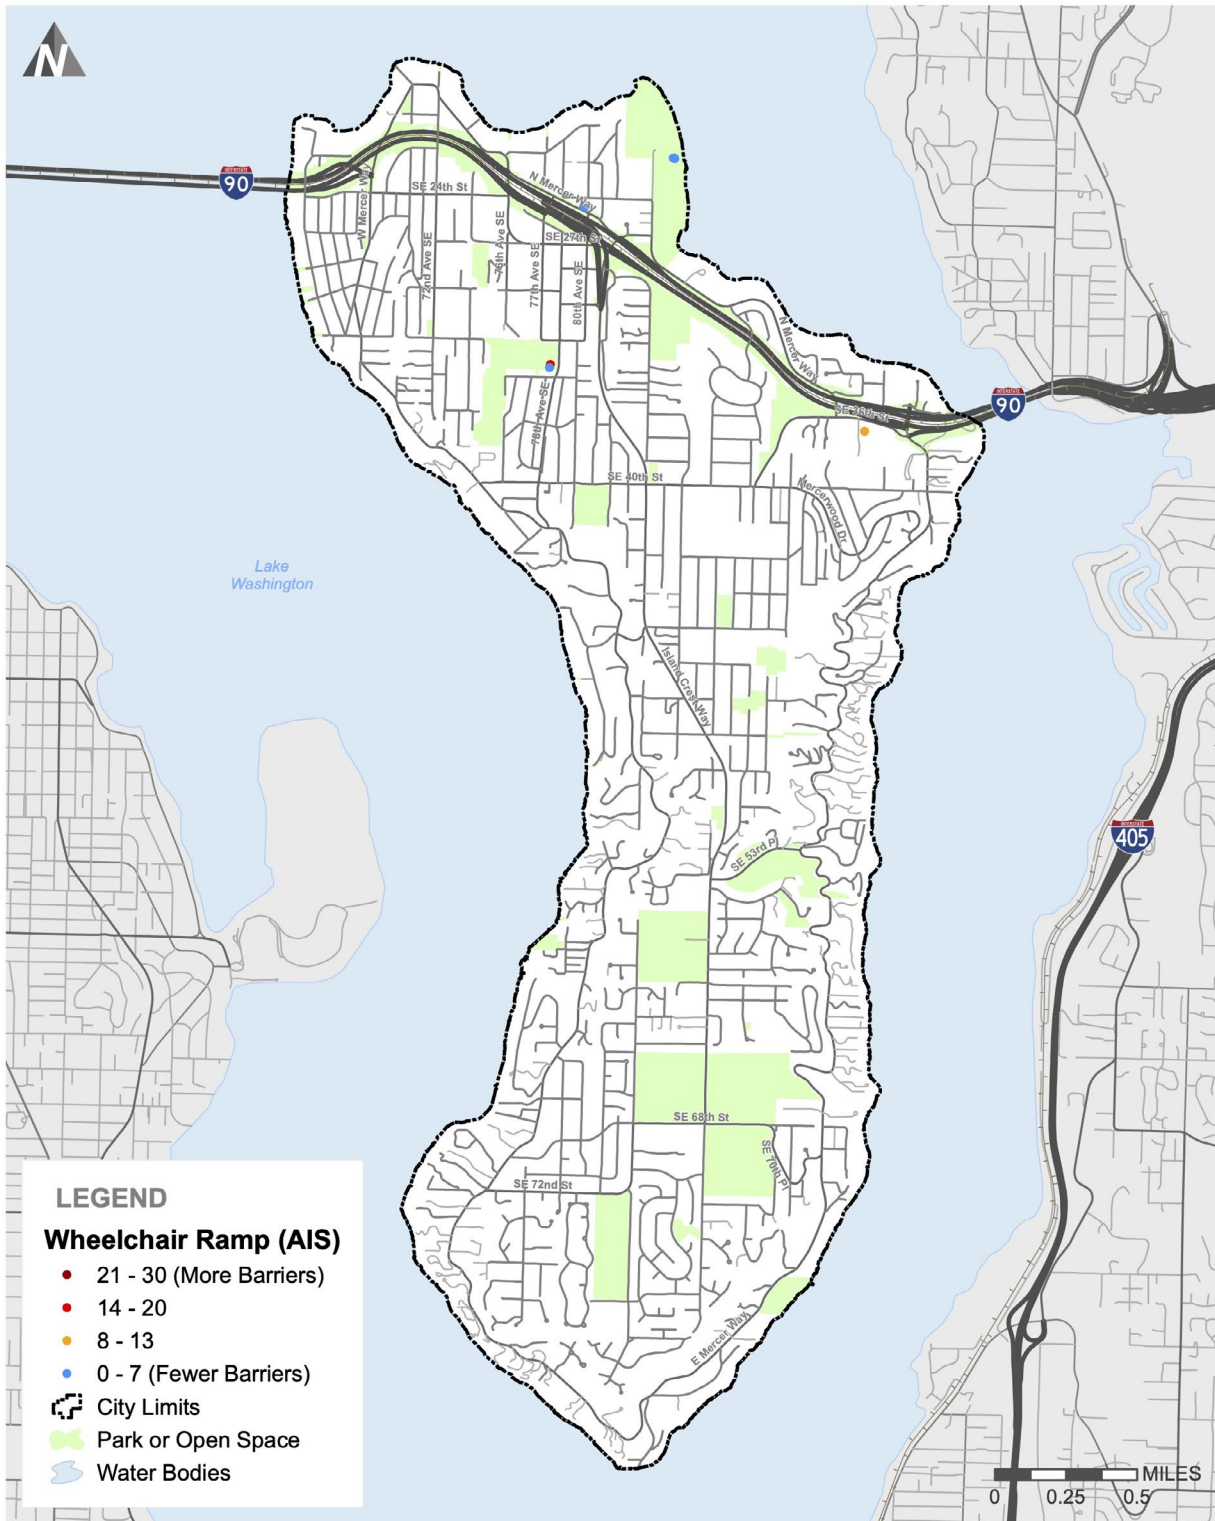 N
INTERSTATE
90
SE 24th St
W Mercer Way
N Mercer Way
SE 27th St
72nd Ave SE
76th Ave SE
77th Ave SE
80th Ave SE
N Mercer Way
INTERSTATE
90
SE 36th St
78th Ave SE
SE 40th St
Mercerwood Dr
Lake
Washington
Island Crest Way
INTERSTATE
405
SE 53rd Pl
SE 68th St
SE 70th Pl
SE 72nd St
E Mercer Way
LEGEND
Wheelchair Ramp (AIS)
21 - 30 (More Barriers)
14 - 20
8 - 13
0 - 7 (Fewer Barriers)
City Limits
Park or Open Space
Water Bodies
MILES
0 0.25 0.5